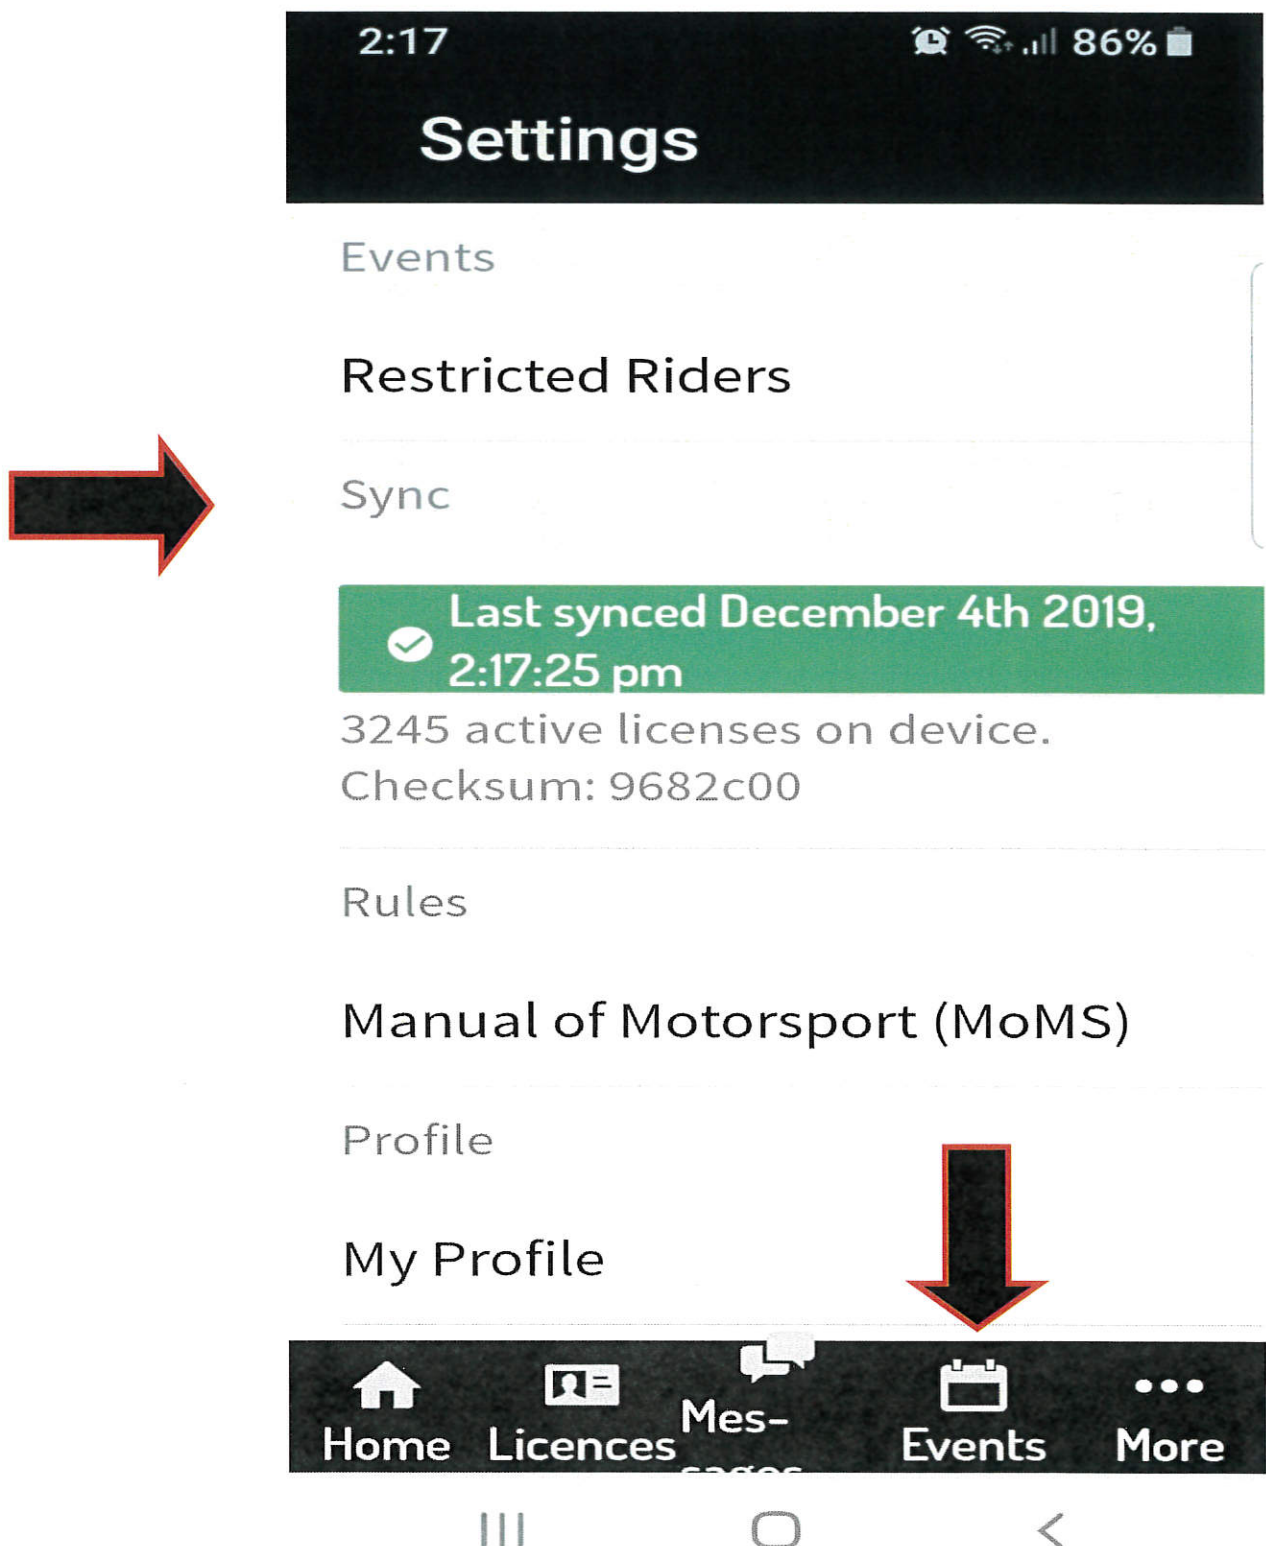 2:17 86%
Settings
Events
Restricted Riders
Sync
Last synced December 4th 2019,
2:17:25 pm
3245 active licenses on device.
Checksum: 9682c00
Rules
Manual of Motorsport (MoMS)
Profile
My Profile
Home Licences Mes-
sages Events More